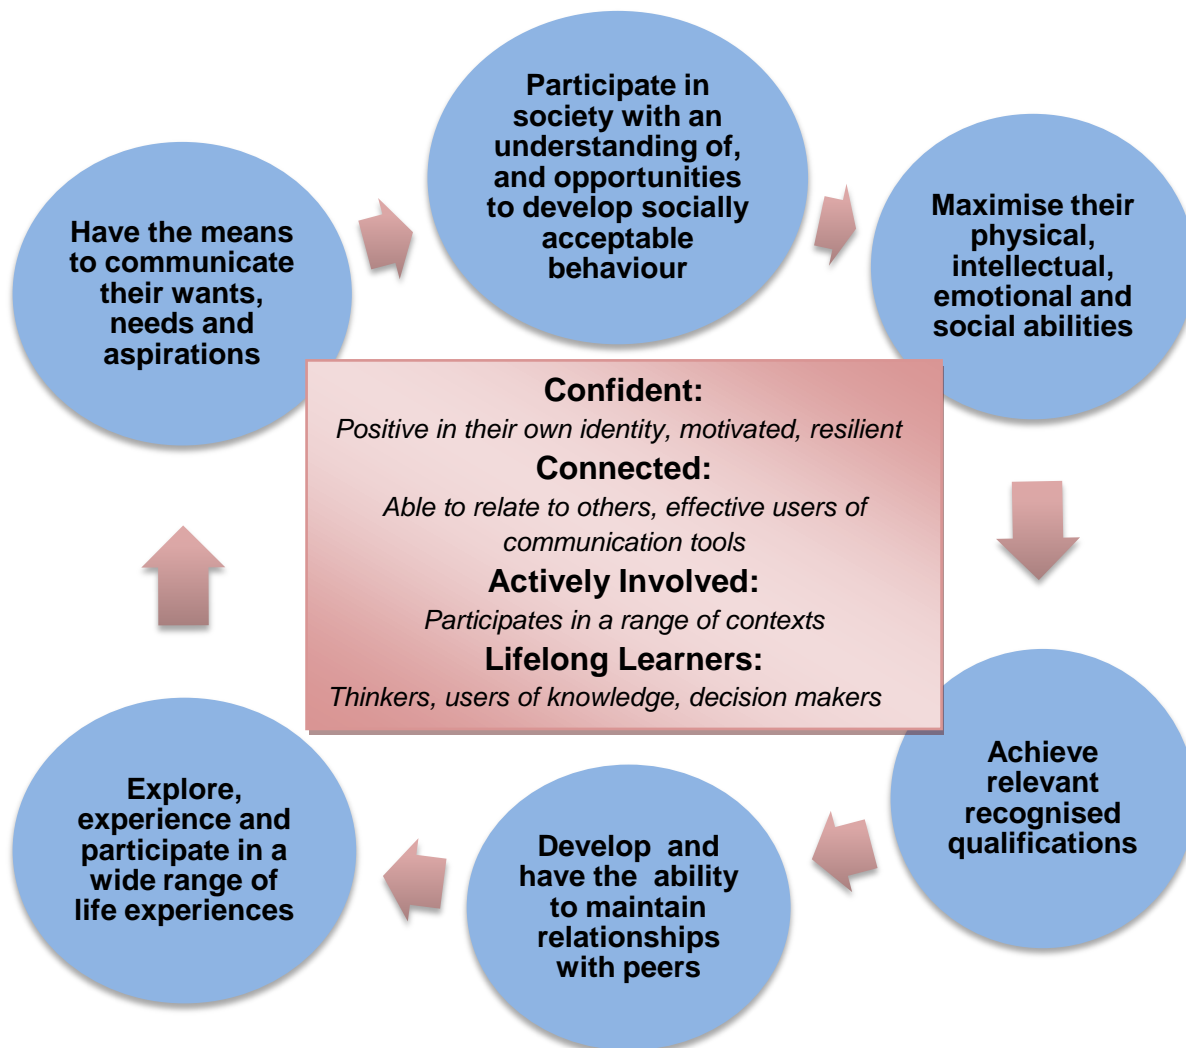 Participate in
society with an
understanding of,
and opportunities
to develop socially
acceptable
behaviour
Maximise their
physical,
intellectual,
emotional and
social abilities
Have the means
to communicate
their wants,
needs and
aspirations
Confident:
Positive in their own identity, motivated, resilient
Connected:
Able to relate to others, effective users of
communication tools
Actively Involved:
Participates in a range of contexts
Lifelong Learners:
Thinkers, users of knowledge, decision makers
Achieve
relevant
recognised
qualifications
Develop and
have the ability
to maintain
relationships
with peers
Explore,
experience and
participate in a
wide range of
life experiences